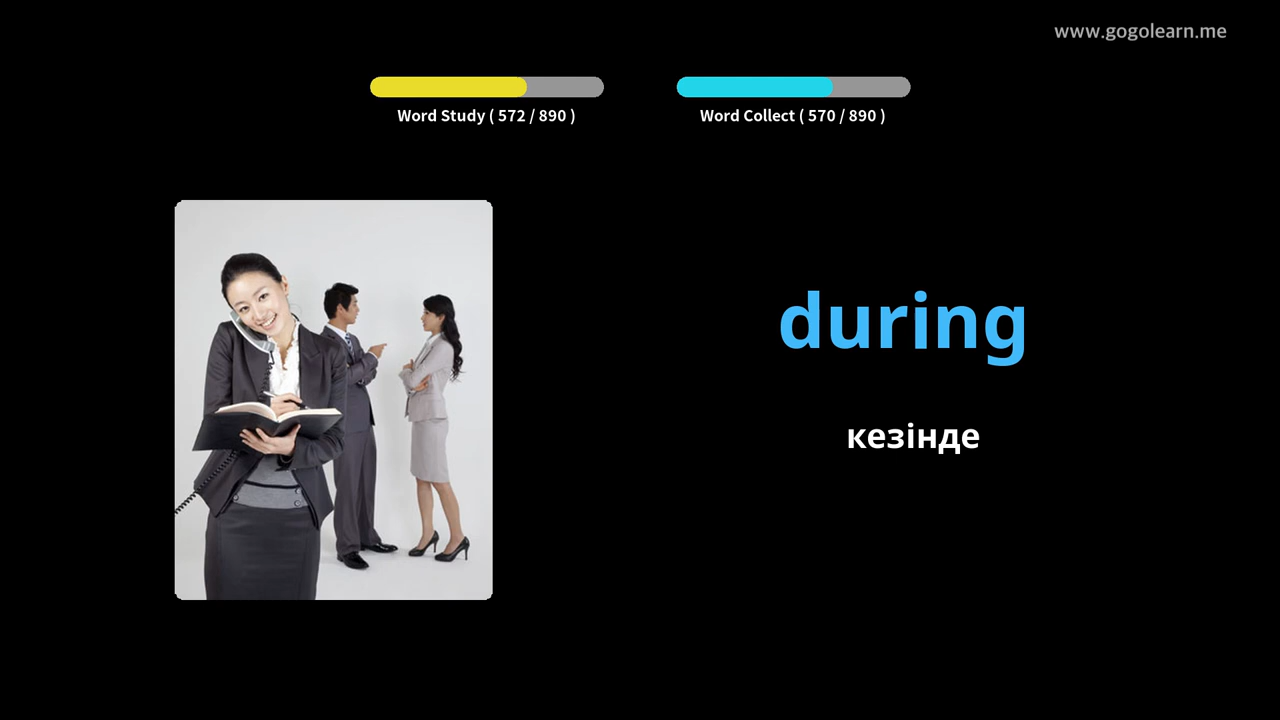 www.gogolearn.me
Word Study ( 572 / 890 )
Word Collect ( 570 / 890 )
during
кезінде